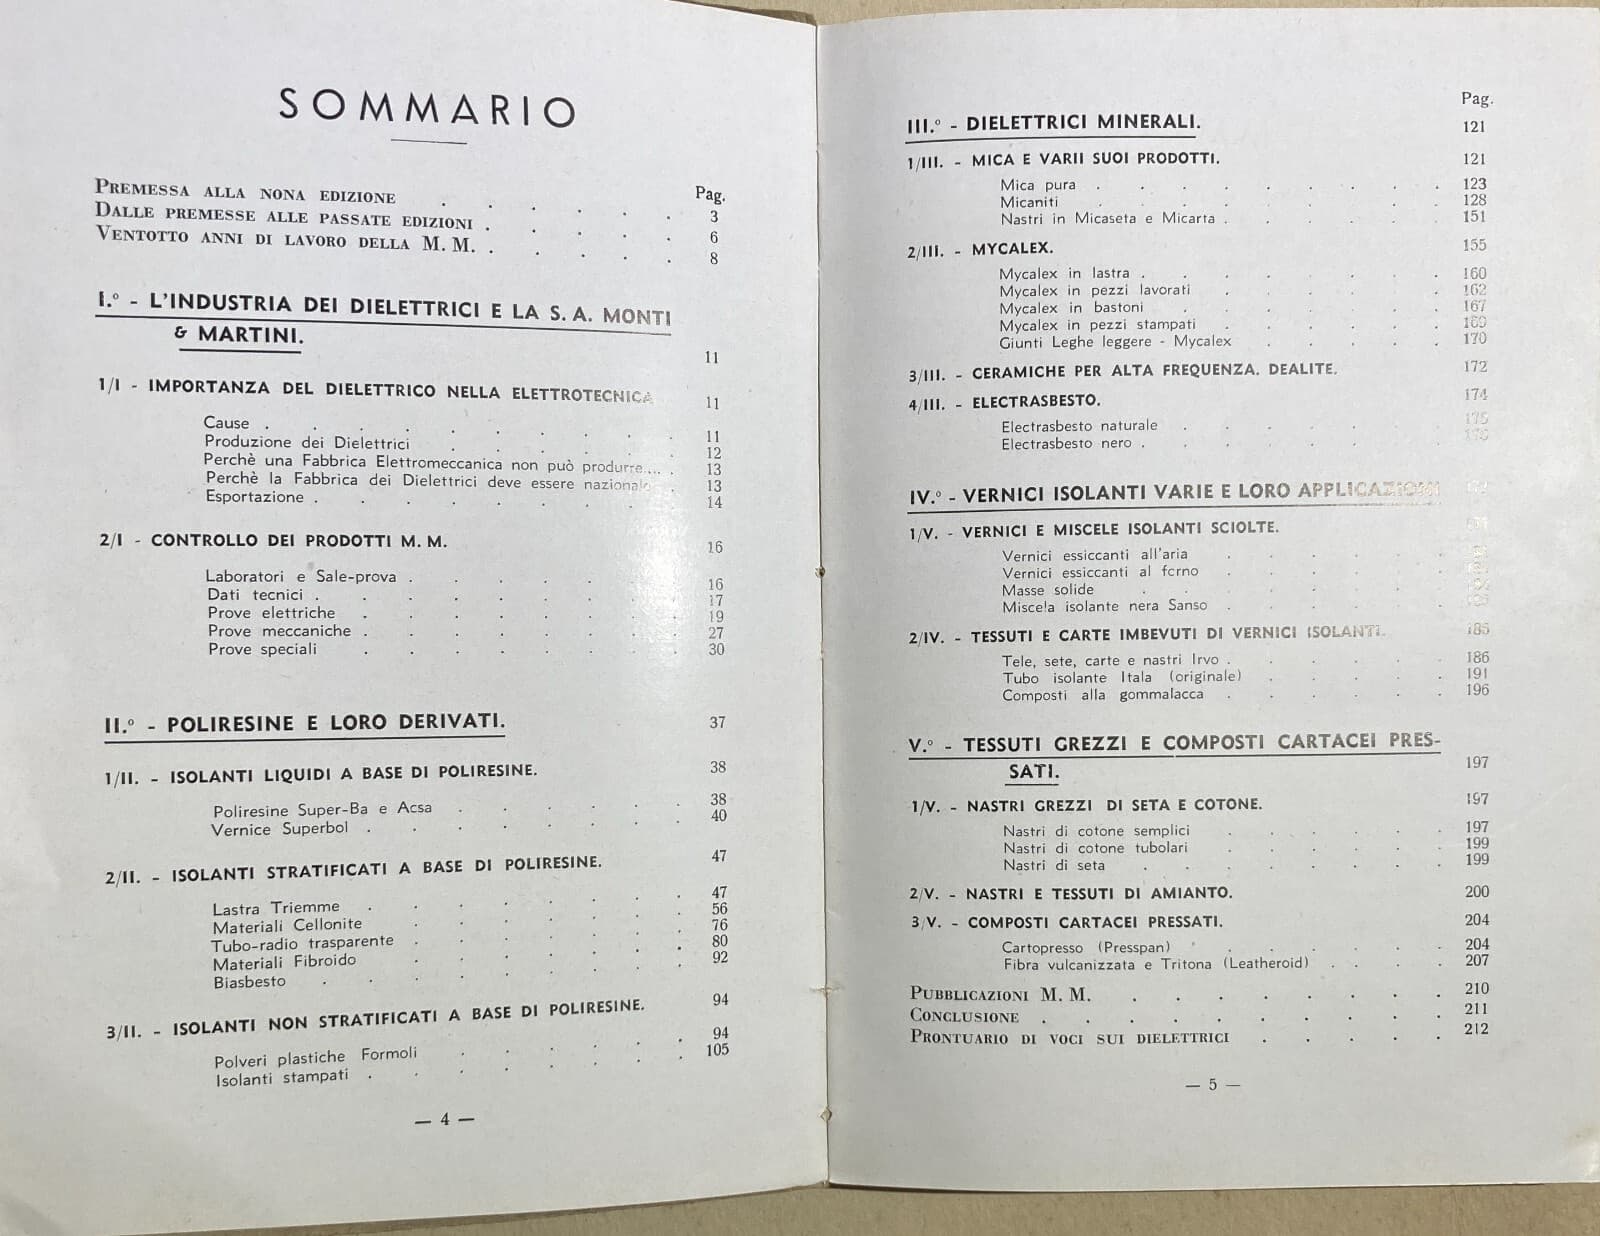 SOMMARIO
Pag.
PREMESSA ALLA NONA EDIZIONE . . . . . . 3
DALLE PREMESSE ALLE PASSATE EDIZIONI . . . . . 6
VENTOTTO ANNI DI LAVORO DELLA M. M. . . . . . 8
I.° - L'INDUSTRIA DEI DIELETTRICI E LA S. A. MONTI
& MARTINI. 11
1/I - IMPORTANZA DEL DIELETTRICO NELLA ELETTROTECNICA 11
Cause . . . . . . . . . . 11
Produzione dei Dielettrici . . . . . . 12
Perchè una Fabbrica Elettromeccanica non può produrre.... . 13
Perchè la Fabbrica dei Dielettrici deve essere nazionale . 13
Esportazione . . . . . . . . . 14
2/I - CONTROLLO DEI PRODOTTI M. M. 16
Laboratori e Sale-prova . . . . . . . 16
Dati tecnici . . . . . . . . . 17
Prove elettriche . . . . . . . . 19
Prove meccaniche . . . . . . . . 27
Prove speciali . . . . . . . . 30
II.° - POLIRESINE E LORO DERIVATI. 37
1/II. - ISOLANTI LIQUIDI A BASE DI POLIRESINE. 38
Poliresine Super-Ba e Acsa . . . . . . 38
Vernice Superbol . . . . . . . . 40
2/II. - ISOLANTI STRATIFICATI A BASE DI POLIRESINE. 47
Lastra Triemme . . . . . . . . 47
Materiali Cellonite . . . . . . . 56
Tubo-radio trasparente . . . . . . . 76
Materiali Fibroido . . . . . . . 80
Biasbesto . . . . . . . . . 92
3/II. - ISOLANTI NON STRATIFICATI A BASE DI POLIRESINE. 94
Polveri plastiche Formoli . . . . . . 94
Isolanti stampati . . . . . . . . 105
— 4 —
Pag.
III.° - DIELETTRICI MINERALI. 121
1/III. - MICA E VARII SUOI PRODOTTI. 121
Mica pura . . . . . . . . . 123
Micaniti . . . . . . . . 128
Nastri in Micaseta e Micarta . . . . . . 151
2/III. - MYCALEX. 155
Mycalex in lastra . . . . . . . . 160
Mycalex in pezzi lavorati . . . . . . 162
Mycalex in bastoni . . . . . . . 167
Mycalex in pezzi stampati . . . . . . 169
Giunti Leghe leggere - Mycalex . . . . . 170
3/III. - CERAMICHE PER ALTA FREQUENZA. DEALITE. 172
4/III. - ELECTRASBESTO. 174
Electrasbesto naturale . . . . . . . 175
Electrasbesto nero . . . . . . . .
IV.° - VERNICI ISOLANTI VARIE E LORO APPLICAZIONI
1/V. - VERNICI E MISCELE ISOLANTI SCIOLTE.
Vernici essiccanti all'aria . . . . . .
Vernici essiccanti al fcrno . . . . . .
Masse solide . . . . . . . .
Miscela isolante nera Sanso . . . . . .
2/IV. - TESSUTI E CARTE IMBEVUTI DI VERNICI ISOLANTI. 185
Tele, sete, carte e nastri Irvo . . . . . . 186
Tubo isolante Itala (originale) . . . . . 191
Composti alla gommalacca . . . . . . 196
V.° - TESSUTI GREZZI E COMPOSTI CARTACEI PRES-
SATI. 197
1/V. - NASTRI GREZZI DI SETA E COTONE. 197
Nastri di cotone semplici . . . . . . 197
Nastri di cotone tubolari . . . . . . 199
Nastri di seta . . . . . . . . 199
2/V. - NASTRI E TESSUTI DI AMIANTO. 200
3/V. - COMPOSTI CARTACEI PRESSATI. 204
Cartopresso (Presspan) . . . . . . . 204
Fibra vulcanizzata e Tritona (Leatheroid) . . . . 207
PUBBLICAZIONI M. M. . . . . . . . . 210
CONCLUSIONE . . . . . . . . . . 211
PRONTUARIO DI VOCI SUI DIELETTRICI . . . . . 212
— 5 —